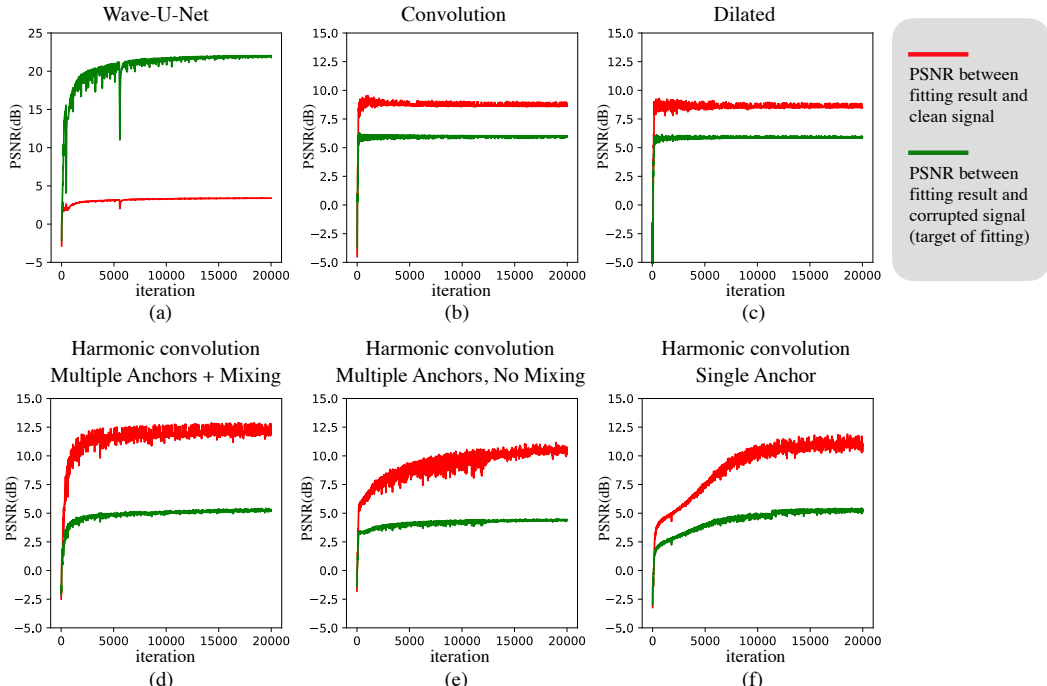 Wave-U-Net
Convolution
Dilated
25
20
15
10
5
0
−5
PSNR(dB)
0 5000 10000 15000 20000
iteration
(a)
15.0
12.5
10.0
7.5
5.0
2.5
0.0
−2.5
−5.0
PSNR(dB)
0 5000 10000 15000 20000
iteration
(b)
15.0
12.5
10.0
7.5
5.0
2.5
0.0
−2.5
−5.0
PSNR(dB)
0 5000 10000 15000 20000
iteration
(c)
PSNR between
fitting result and
clean signal
PSNR between
fitting result and
corrupted signal
(target of fitting)
Harmonic convolution
Multiple Anchors + Mixing
15.0
12.5
10.0
7.5
5.0
2.5
0.0
−2.5
−5.0
PSNR(dB)
0 5000 10000 15000 20000
iteration
(d)
Harmonic convolution
Multiple Anchors, No Mixing
15.0
12.5
10.0
7.5
5.0
2.5
0.0
−2.5
−5.0
PSNR(dB)
0 5000 10000 15000 20000
iteration
(e)
Harmonic convolution
Single Anchor
15.0
12.5
10.0
7.5
5.0
2.5
0.0
−2.5
−5.0
PSNR(dB)
0 5000 10000 15000 20000
iteration
(f)